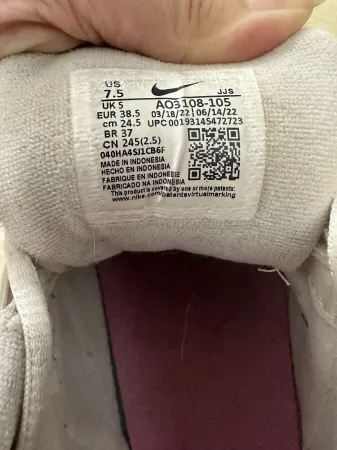 US
7.5 JJS
UK 5 AO3108-105
EUR 38.5 03/18/22 06/14/22
cm 24.5 UPC 00193145472723
BR 37
CN 245(2.5)
040HA4SJ1CB6F
MADE IN INDONESIA
HECHO EN INDONESIA
FABRIQUE EN INDONESIE
FABRICADO NA INDONESIA
This product is covered by one or more patents:
www.nike.com/patentsvirtualmarking